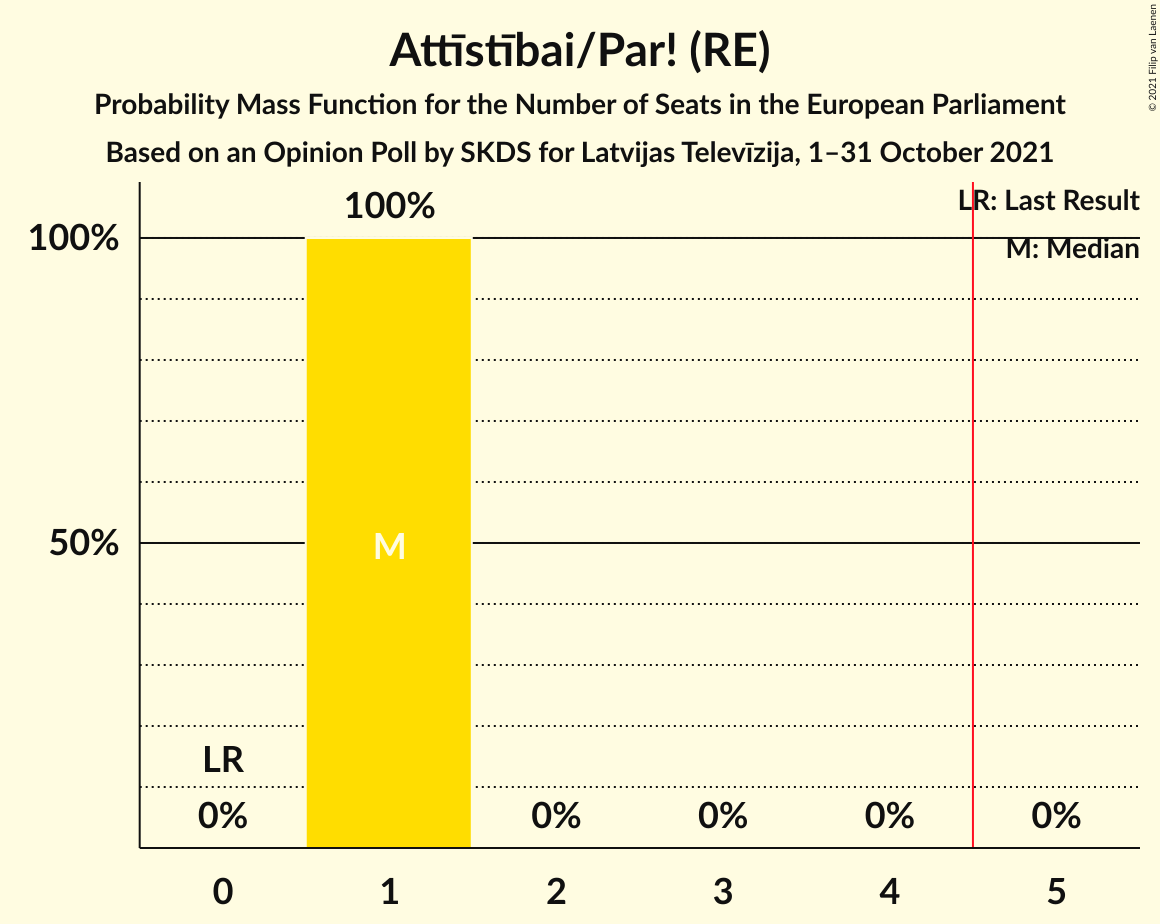 Attīstībai/Par! (RE)
Probability Mass Function for the Number of Seats in the European Parliament
Based on an Opinion Poll by SKDS for Latvijas Televīzija, 1–31 October 2021
© 2021 Filip van Laenen
LR: Last Result
M: Median
100%
100%
50%
M
LR
0%
0%
0%
0%
0%
0 1 2 3 4 5